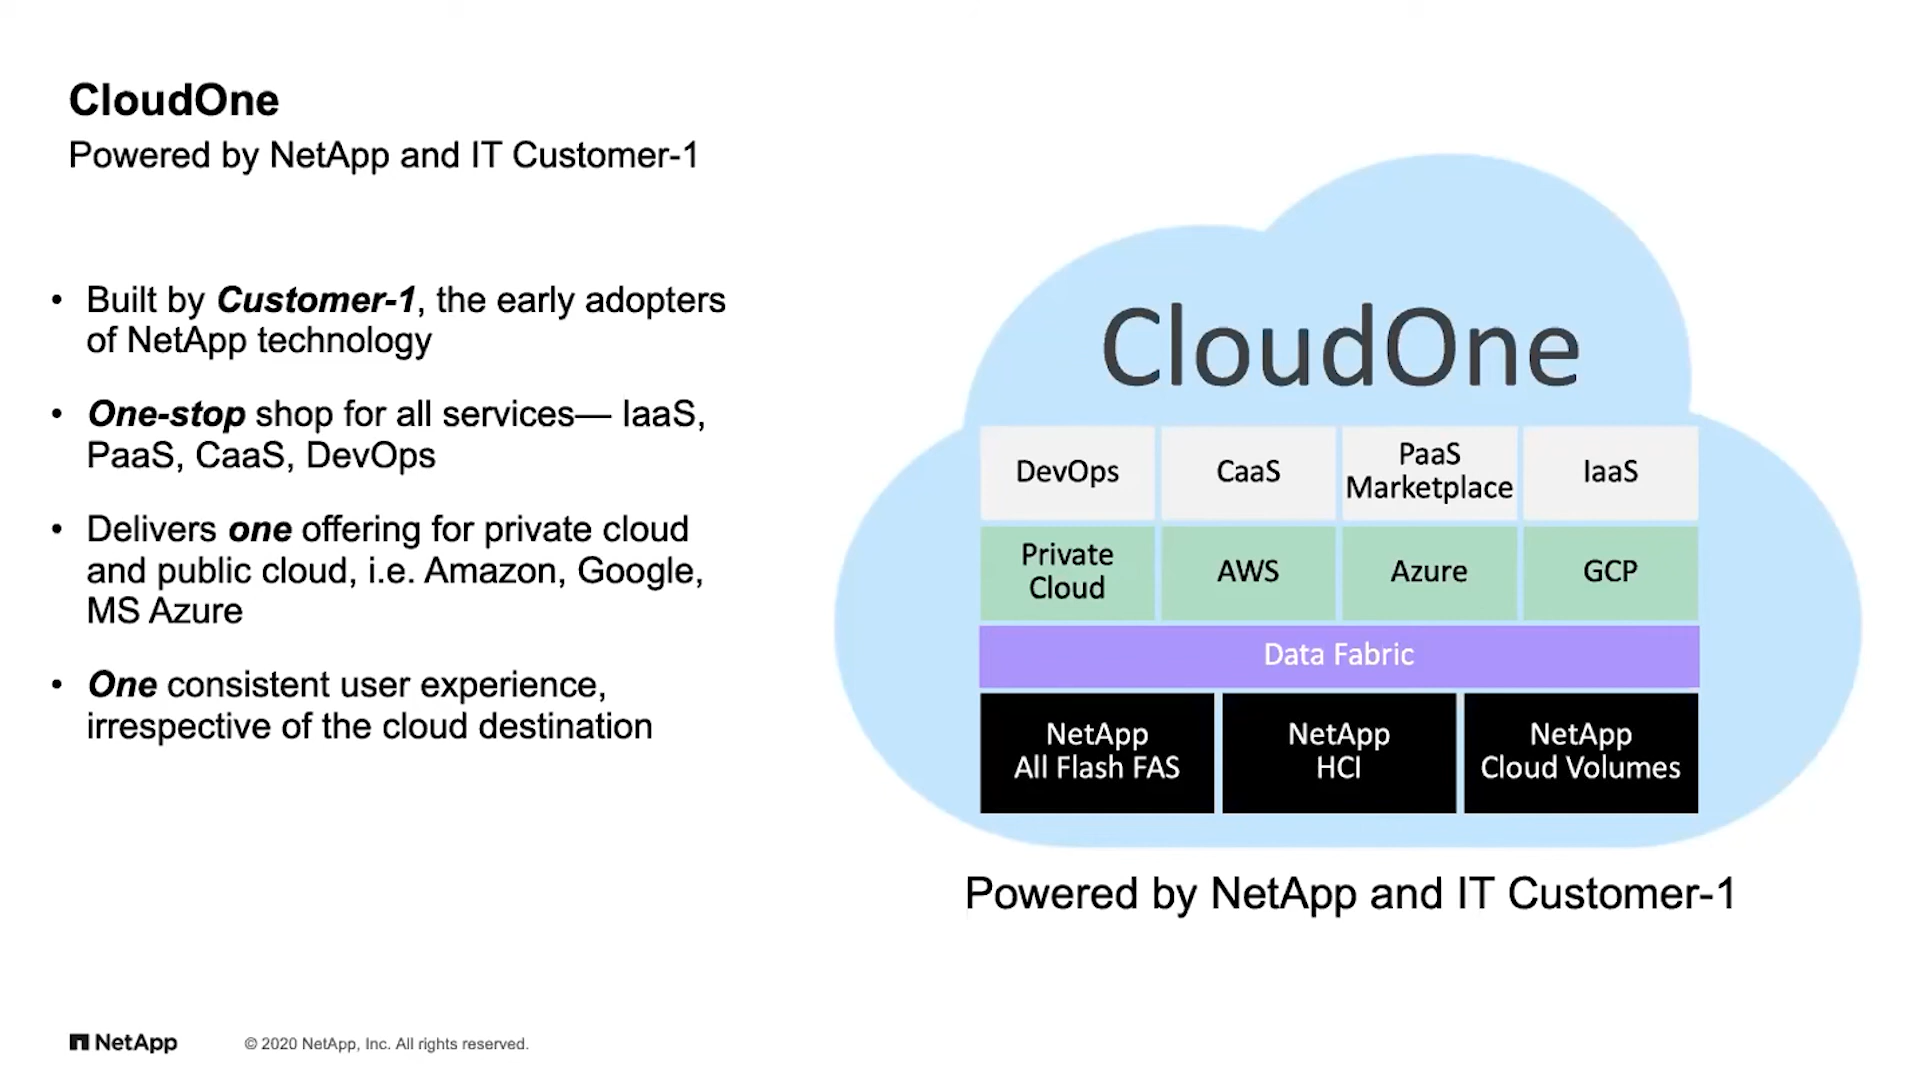 CloudOne
Powered by NetApp and IT Customer-1
• Built by Customer-1, the early adopters
of NetApp technology
• One-stop shop for all services— IaaS,
PaaS, CaaS, DevOps
• Delivers one offering for private cloud
and public cloud, i.e. Amazon, Google,
MS Azure
• One consistent user experience,
irrespective of the cloud destination
CloudOne
DevOps
CaaS
PaaS
Marketplace
IaaS
Private
Cloud
AWS
Azure
GCP
Data Fabric
NetApp
All Flash FAS
NetApp
HCI
NetApp
Cloud Volumes
Powered by NetApp and IT Customer-1
NetApp
© 2020 NetApp, Inc. All rights reserved.